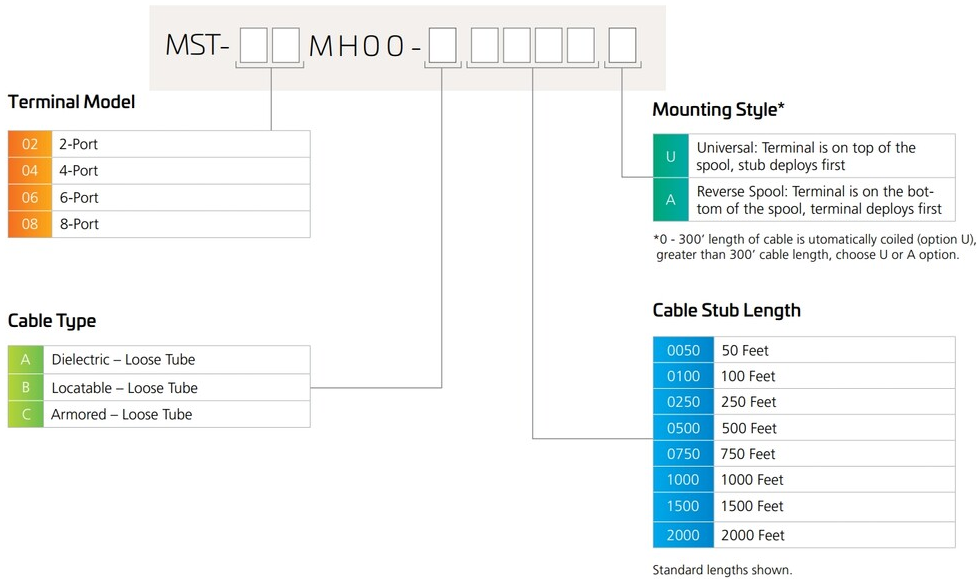 MST- MH00 -
Terminal Model
02 2-Port
04 4-Port
06 6-Port
08 8-Port
Cable Type
A Dielectric – Loose Tube
B Locatable – Loose Tube
C Armored – Loose Tube
Mounting Style*
U Universal: Terminal is on top of the
spool, stub deploys first
A Reverse Spool: Terminal is on the bot-
tom of the spool, terminal deploys first
*0 - 300’ length of cable is utomatically coiled (option U),
greater than 300’ cable length, choose U or A option.
Cable Stub Length
0050 50 Feet
0100 100 Feet
0250 250 Feet
0500 500 Feet
0750 750 Feet
1000 1000 Feet
1500 1500 Feet
2000 2000 Feet
Standard lengths shown.